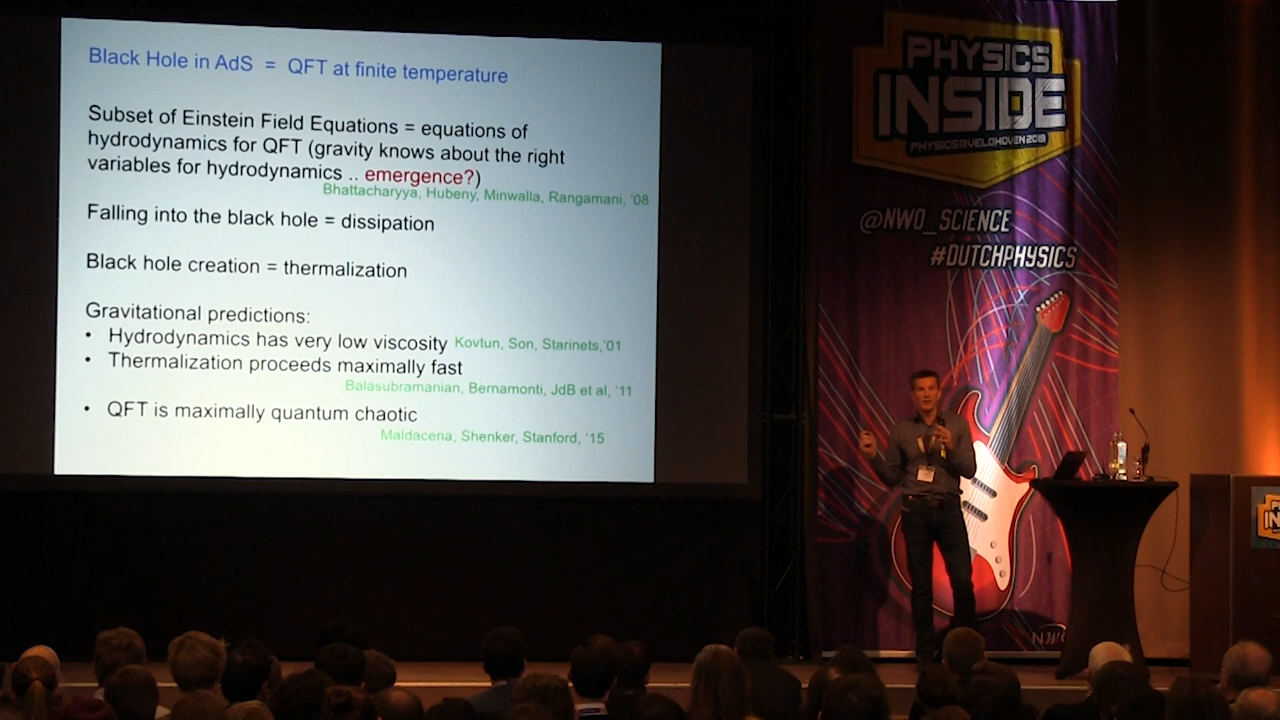 Black Hole in AdS = QFT at finite temperature
Subset of Einstein Field Equations = equations of
hydrodynamics for QFT (gravity knows about the right
variables for hydrodynamics .. emergence?)
Bhattacharyya, Hubeny, Minwalla, Rangamani, '08
Falling into the black hole = dissipation
Black hole creation = thermalization
Gravitational predictions:
• Hydrodynamics has very low viscosity Kovtun, Son, Starinets,'01
• Thermalization proceeds maximally fast
Balasubramanian, Bernamonti, JdB et al, '11
• QFT is maximally quantum chaotic
Maldacena, Shenker, Stanford, '15
PHYSICS
INSIDE
PHYSICS@VELDHOVEN 2019
@NWO_SCIENCE
#DUTCHPHYSICS
NWO